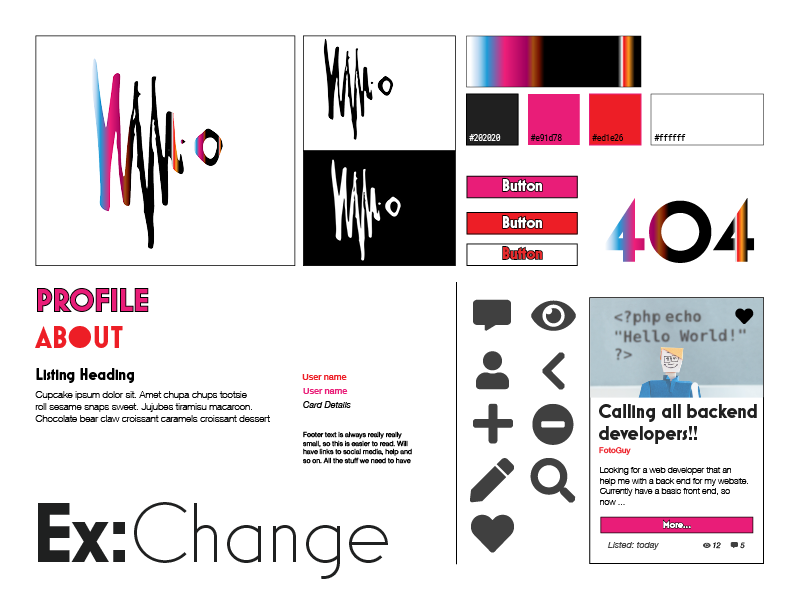 #202020
#e91d78
#ed1e26
#ffffff
Button
Button
Button
404
PROFILE
ABOUT
Listing Heading
Cupcake ipsum dolor sit. Amet chupa chups tootsie
roll sesame snaps sweet. Jujubes tiramisu macaroon.
Chocolate bear claw croissant caramels croissant dessert
User name
User name
Card Details
Footer text is always really really
small, so this is easier to read. Will
have links to social media, help and
so on. All the stuff we need to have
Ex:Change
<?php echo
"Hello World!"
?>
Calling all backend
developers!!
FotoGuy
Looking for a web developer that an
help me with a back end for my website.
Currently have a basic front end, so
now ...
More...
Listed: today
12
5